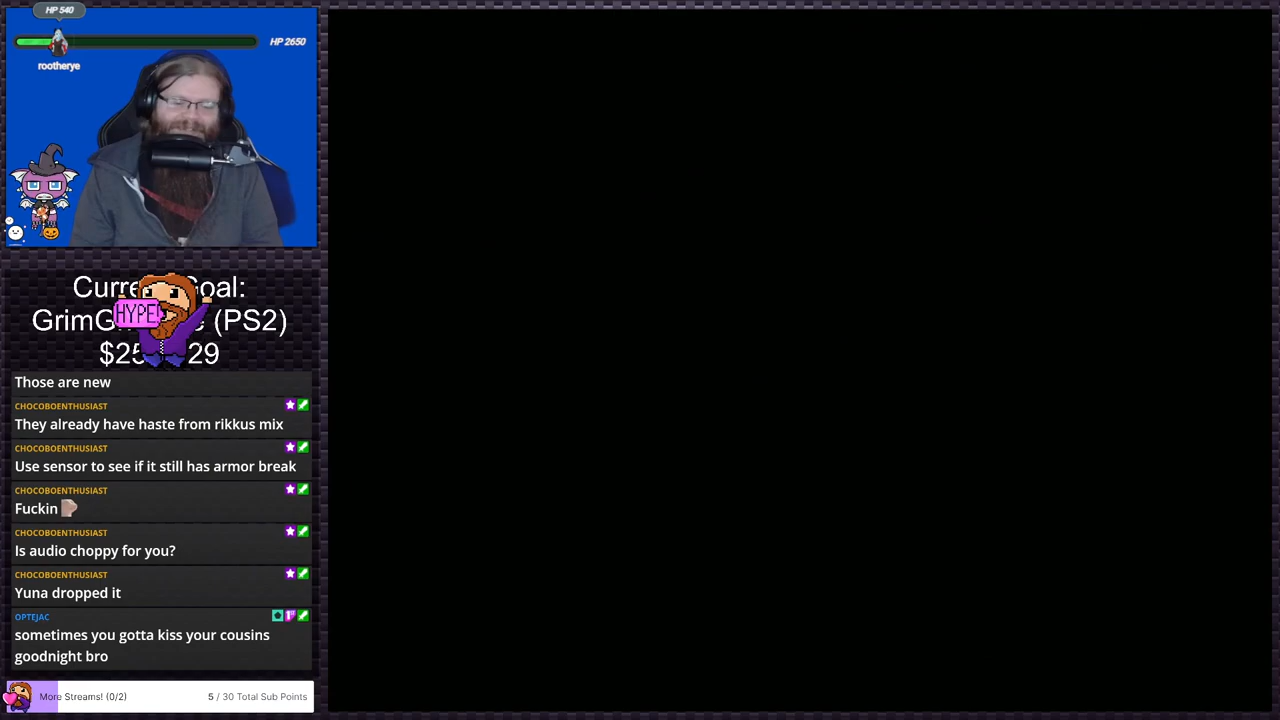 HP 540
HP 2650
rootherye
Curre oal:
GrimG e (PS2)
$25 29
HYPE!
Those are new
CHOCOBOENTHUSIAST
They already have haste from rikkus mix
CHOCOBOENTHUSIAST
Use sensor to see if it still has armor break
CHOCOBOENTHUSIAST
Fuckin
CHOCOBOENTHUSIAST
Is audio choppy for you?
CHOCOBOENTHUSIAST
Yuna dropped it
OPTEJAC
sometimes you gotta kiss your cousins
goodnight bro
More Streams! (0/2)
5 / 30 Total Sub Points